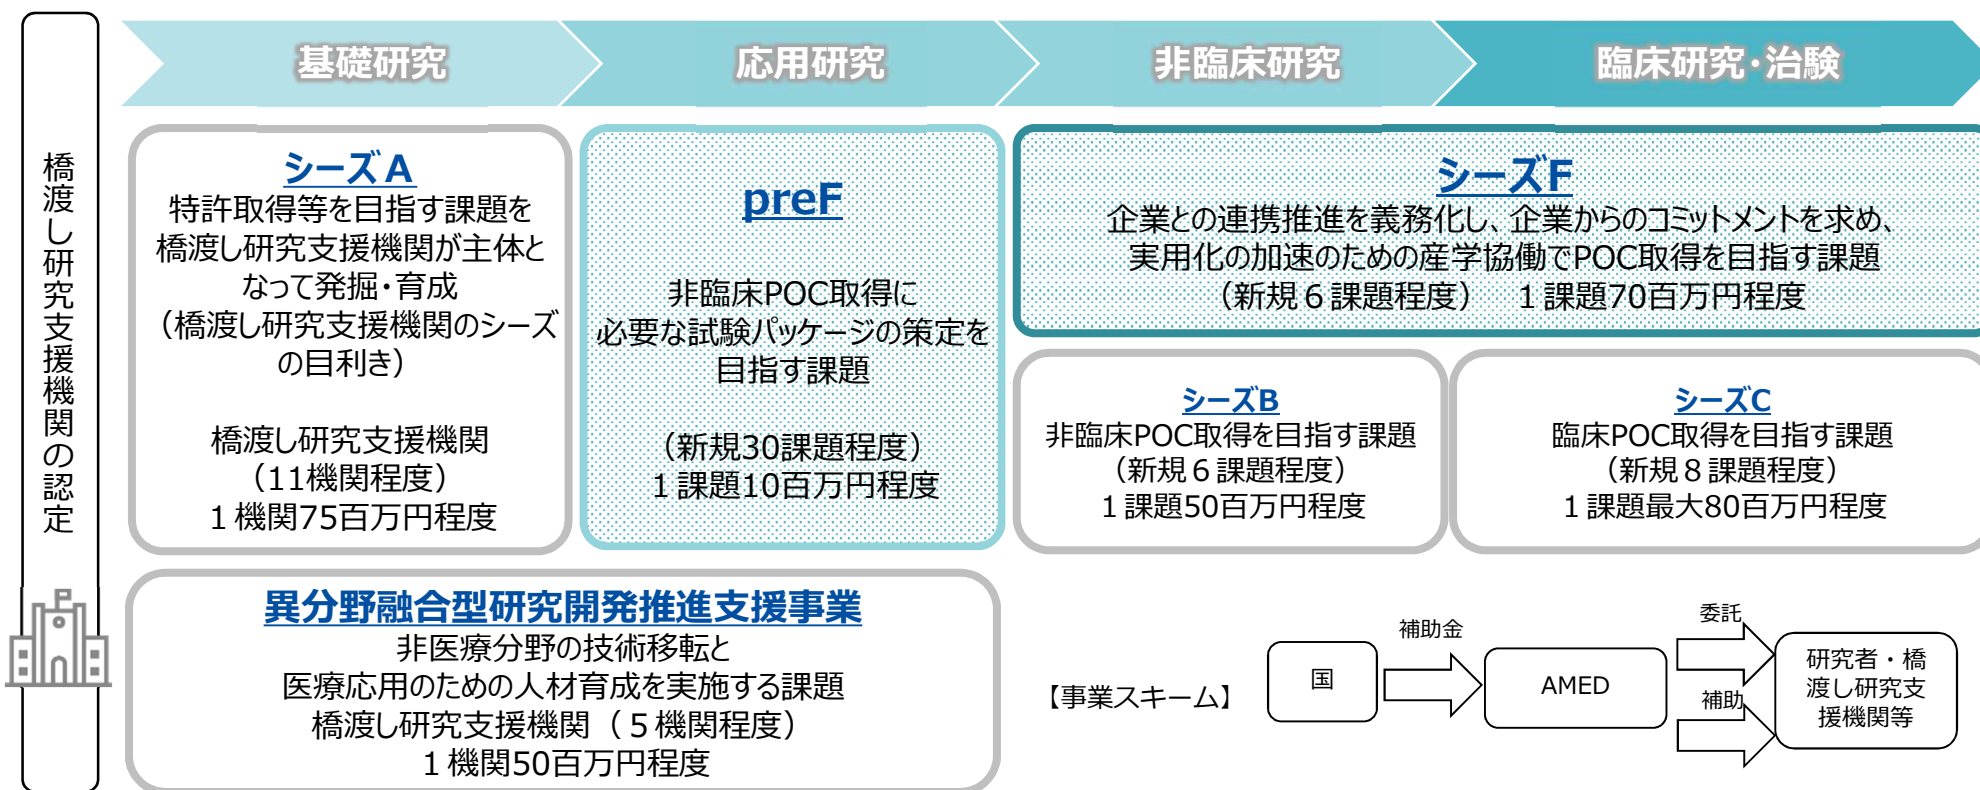 橋渡し研究支援機関の認定
基礎研究
応用研究
非臨床研究
臨床研究・治験
シーズA
特許取得等を目指す課題を
橋渡し研究支援機関が主体と
なって発掘・育成
（橋渡し研究支援機関のシーズ
の目利き）
橋渡し研究支援機関
（11機関程度）
１機関75百万円程度
preF
非臨床POC取得に
必要な試験パッケージの策定を
目指す課題
（新規30課題程度）
１課題10百万円程度
シーズF
企業との連携推進を義務化し、企業からのコミットメントを求め、
実用化の加速のための産学協働でPOC取得を目指す課題
（新規６課題程度）　１課題70百万円程度
シーズB
非臨床POC取得を目指す課題
（新規６課題程度）
１課題50百万円程度
シーズC
臨床POC取得を目指す課題
（新規８課題程度）
１課題最大80百万円程度
異分野融合型研究開発推進支援事業
非医療分野の技術移転と
医療応用のための人材育成を実施する課題
橋渡し研究支援機関（５機関程度）
１機関50百万円程度
【事業スキーム】
国
補助金
AMED
委託
補助
研究者・橋
渡し研究支
援機関等